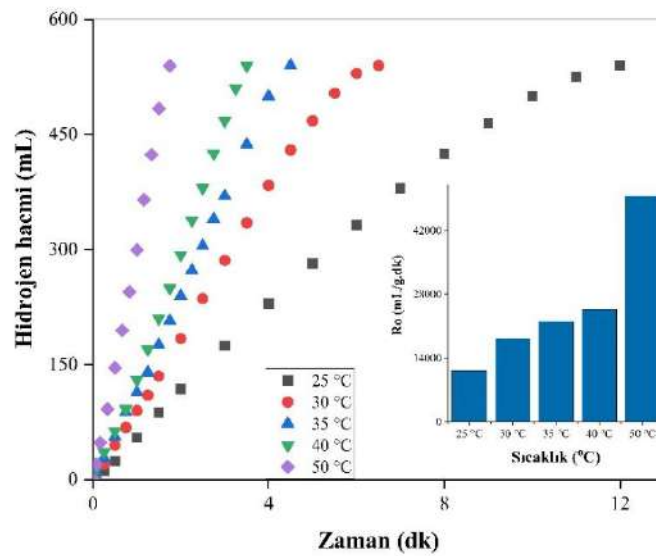 600
450
300
150
0
Hidrojen hacmi (mL)
0
4
8
12
Zaman (dk)
25 °C
30 °C
35 °C
40 °C
50 °C
42000
28000
14000
0
Ro (mL/g.dk)
25 °C 30 °C 35 °C 40 °C 50 °C
Sıcaklık (°C)